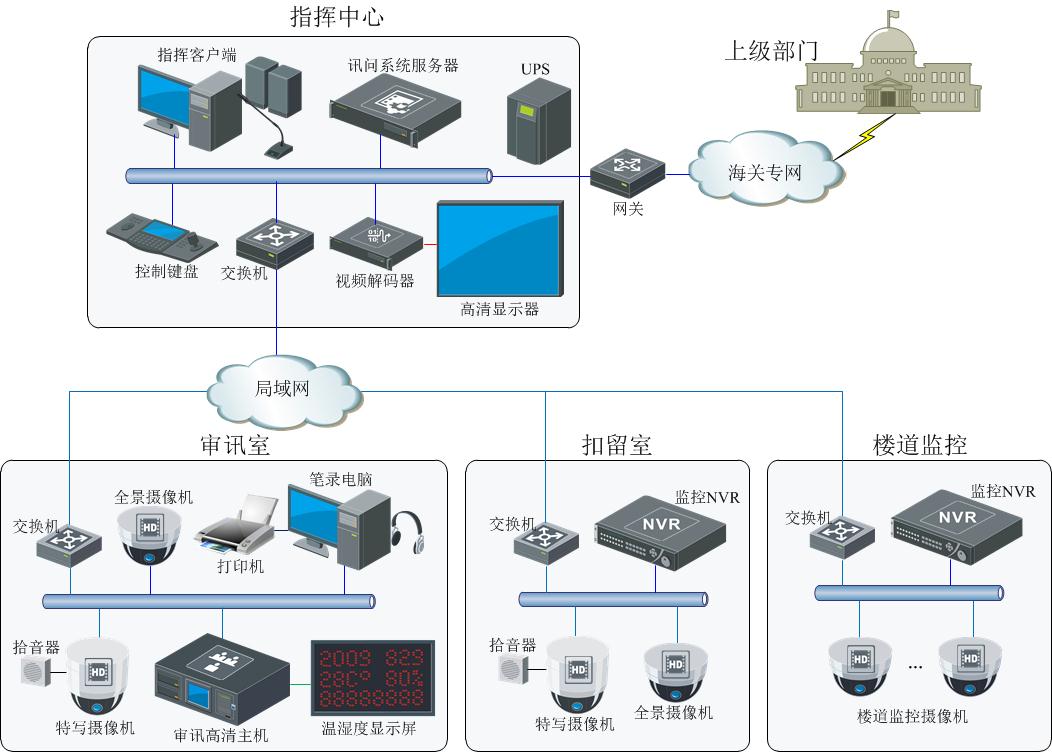 指挥中心
上级部门
指挥客户端
讯问系统服务器
UPS
海关专网
网关
01
10
控制键盘
交换机
视频解码器
高清显示器
局域网
审讯室
扣留室
楼道监控
全景摄像机
笔录电脑
监控NVR
监控NVR
交换机
HD
交换机
NVR
交换机
NVR
打印机
拾音器
HD
拾音器
HD
HD
HD
...
HD
2009 829
28C° 80%
88888888
特写摄像机
审讯高清主机
温湿度显示屏
特写摄像机
全景摄像机
楼道监控摄像机